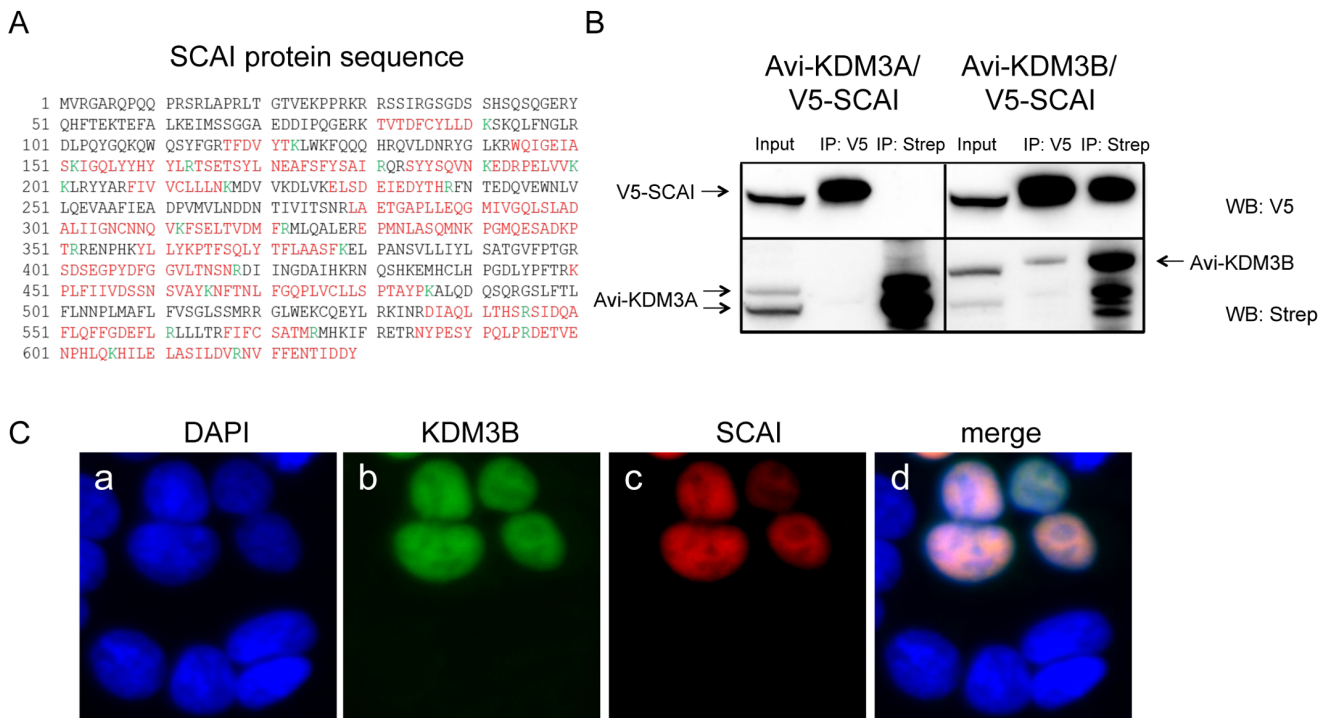 A
SCAI protein sequence
1 MVRGARQPQQ PRSRLAPRLT GTVEKPPRKR RSSIRGSGDS SHSQSQGERY
51 QHFTEKTEFA LKEIMSSGGA EDDIPQGERK TVTDFCYLLD KSKQLFNGLR
101 DLPQYGQKQW QSYFGRTFDV YTKLWKFQQQ HRQVLDNRYG LKRWQIGEIA
151 SKIGQLYYHY YLRTSETSYL NEAFSFYSAI RQRSYYSQVN KEDRPELVVK
201 KLRYYARFIV VCLLLNKMDV VKDLVKELSD EIEDYTHRFN TEDQVEWNLV
251 LQEVAAFIEA DPVMVLNDDN TIVITSNRLA ETGAPLLEQG MIVGQLSLAD
301 ALIIGNCNNQ VKFSELTVDM FRMLQALERE PMNLASQMNK PGMQESADKP
351 TRRENPHKYL LYKPTFSQLY TFLAASFKEL PANSVLLIYL SATGVFPTGR
401 SDSEGPYDFG GVLTNSNRDI INGDAIHKRN QSHKEMHCLH PGDLYPFTRK
451 PLFIIVDSSN SVAYKNFTNL FGQPLVCLLS PTAYPKALQD QSQRGSLFTL
501 FLNNPLMAFL FVSGLSSMRR GLWEKCQEYL RKINRDIAQL LTHSRSIDQA
551 FLQFFGDEFL RLLLTRFIFC SATMRMHKIF RETRNYPESY PQLPRDETVE
601 NPHLQKHILE LASILDVRNV FFENTIDDY
B
Avi-KDM3A/ Avi-KDM3B/
V5-SCAI V5-SCAI
Input IP: V5 IP: Strep Input IP: V5 IP: Strep
V5-SCAI
WB: V5
Avi-KDM3B
Avi-KDM3A
WB: Strep
C
DAPI KDM3B SCAI merge
a b c d